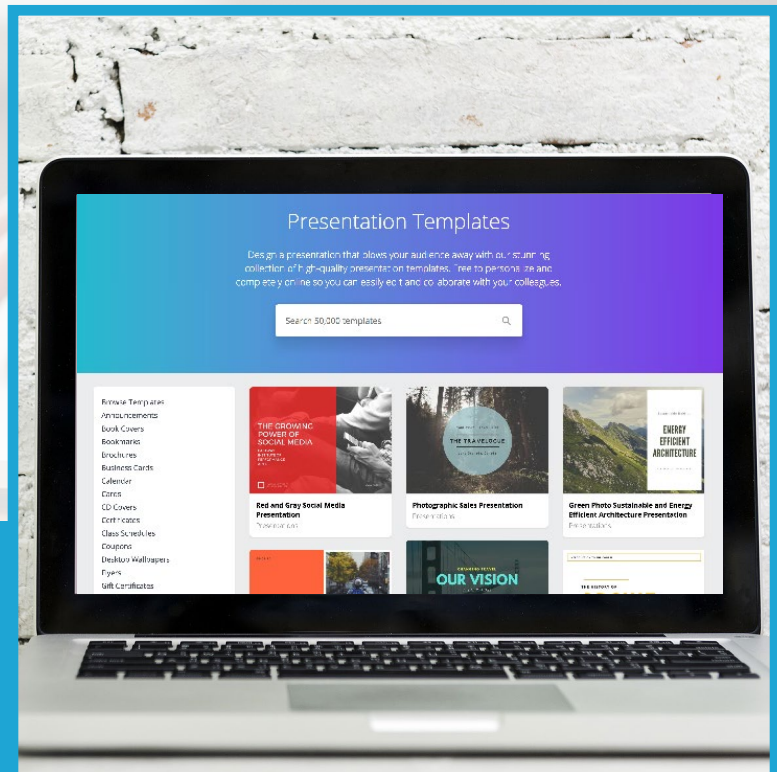 Presentation Templates
Design a presentation that blows your audience away with our stunning
collection of high-quality presentation templates. Free to personalize and
completely online so you can easily edit and collaborate with your colleagues.
Search 50,000 templates
Browse Templates
Announcements
Book Covers
Bookmarks
Brochures
Business Cards
Calendar
Cards
CD Covers
Certificates
Class Schedules
Coupons
Desktop Wallpapers
Flyers
Gift Certificates
THE GROWING
POWER OF
SOCIAL MEDIA
Red and Gray Social Media
Presentation
Presentations
THE TRAVELOGUE
Photographic Sales Presentation
Presentations
ENERGY
EFFICIENT
ARCHITECTURE
Green Photo Sustainable and Energy
Efficient Architecture Presentation
Presentations
OUR VISION
THE HISTORY OF